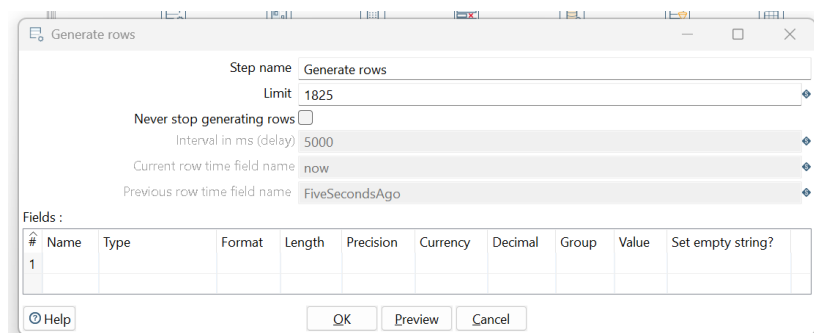 Generate rows
Step name Generate rows
Limit 1825
Never stop generating rows
Interval in ms (delay) 5000
Current row time field name now
Previous row time field name FiveSecondsAgo
Fields :
# Name Type Format Length Precision Currency Decimal Group Value Set empty string?
1
Help OK Preview Cancel